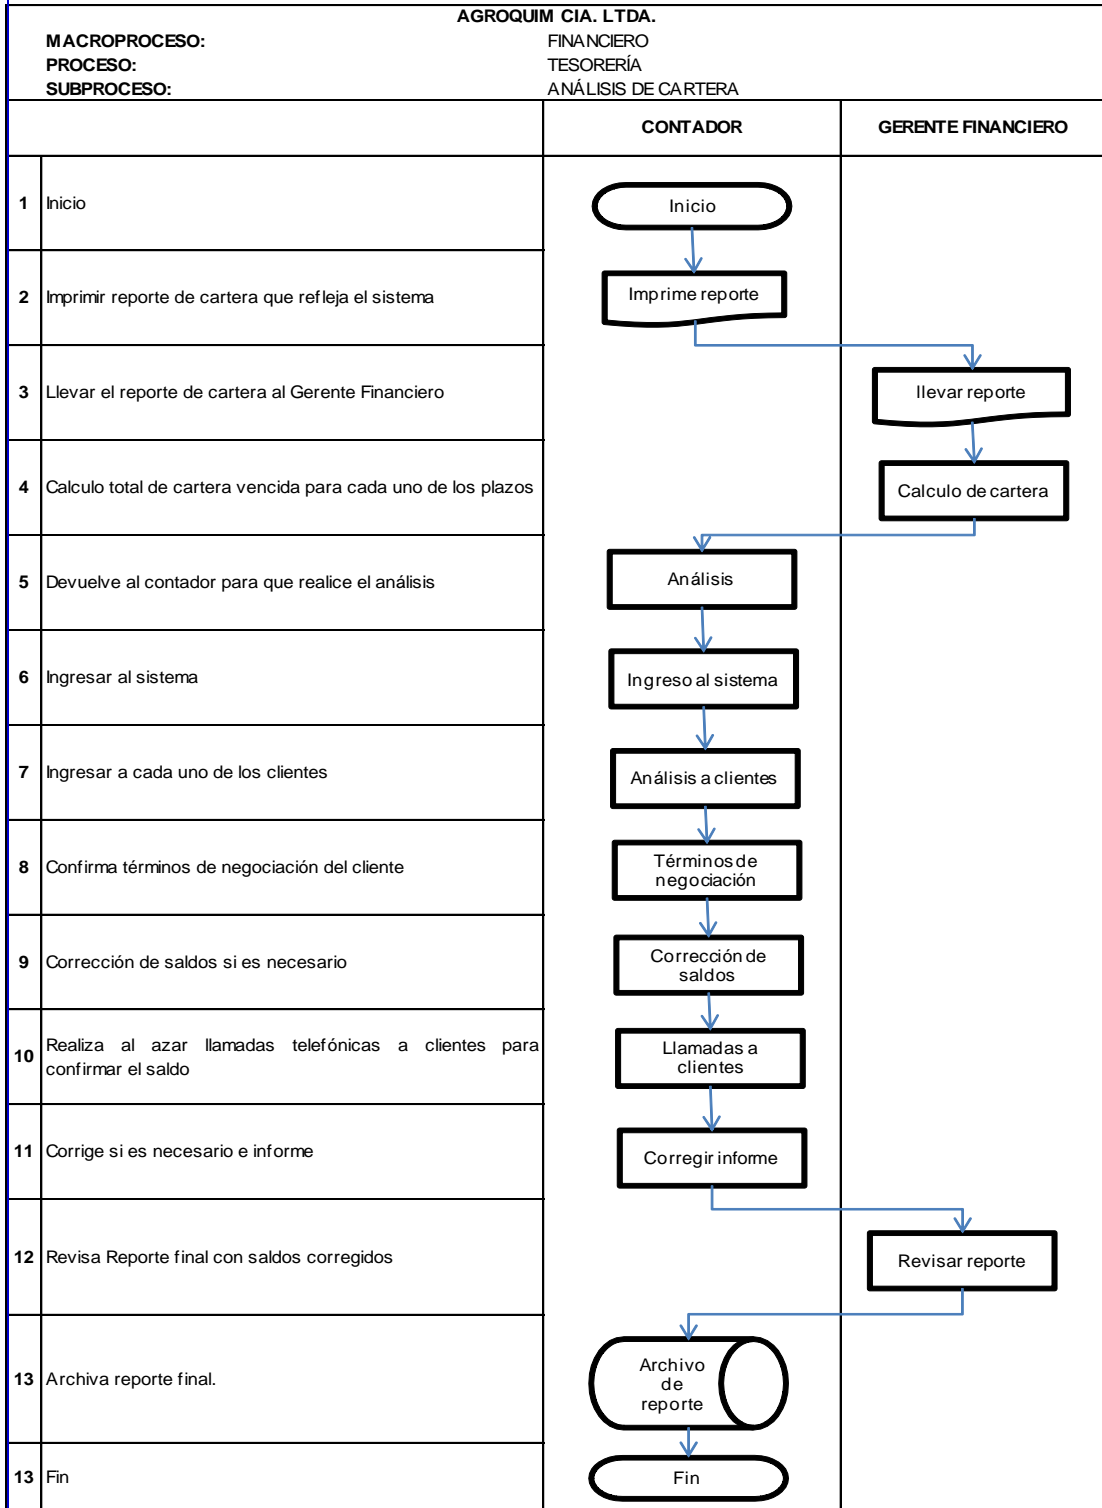 AGROQUIM CIA. LTDA.
MACROPROCESO: FINANCIERO
PROCESO: TESORERÍA
SUBPROCESO: ANÁLISIS DE CARTERA
CONTADOR GERENTE FINANCIERO
1 Inicio Inicio
2 Imprimir reporte de cartera que refleja el sistema Imprime reporte
3 Llevar el reporte de cartera al Gerente Financiero llevar reporte
4 Calculo total de cartera vencida para cada uno de los plazos Calculo de cartera
5 Devuelve al contador para que realice el análisis Análisis
6 Ingresar al sistema Ingreso al sistema
7 Ingresar a cada uno de los clientes Análisis a clientes
8 Confirma términos de negociación del cliente
Términos de
negociación
9 Corrección de saldos si es necesario
Corrección de
saldos
10 Realiza al azar llamadas telefónicas a clientes para
confirmar el saldo
Llamadas a
clientes
11 Corrige si es necesario e informe Corregir informe
12 Revisa Reporte final con saldos corregidos Revisar reporte
13 Archiva reporte final.
Archivo
de
reporte
13 Fin Fin